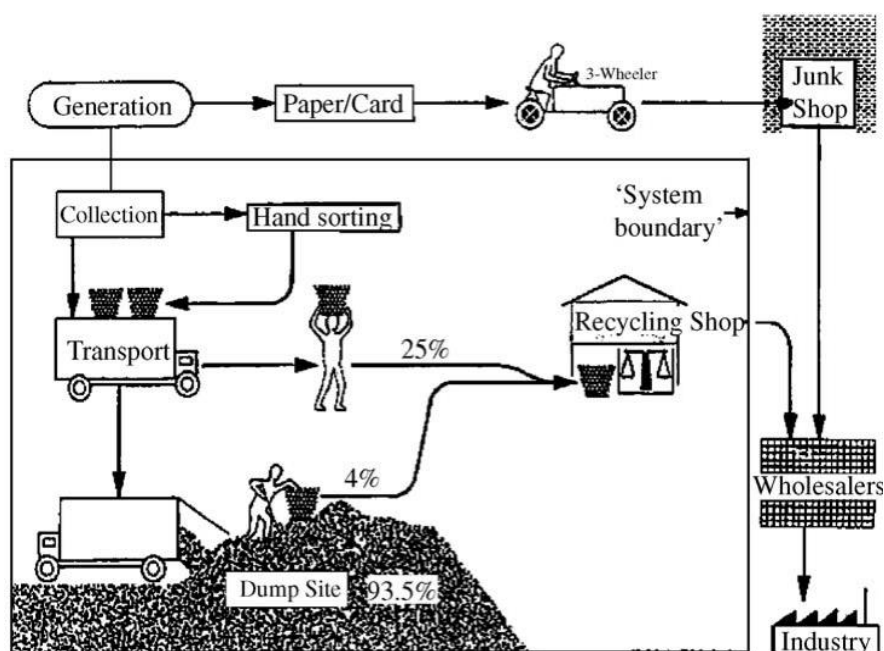 Generation
Paper/Card
3-Wheeler
Junk
Shop
Collection
Hand sorting
‘System
boundary’
Transport
25%
Recycling Shop
4%
Wholesalers
Dump Site
93.5%
Industry